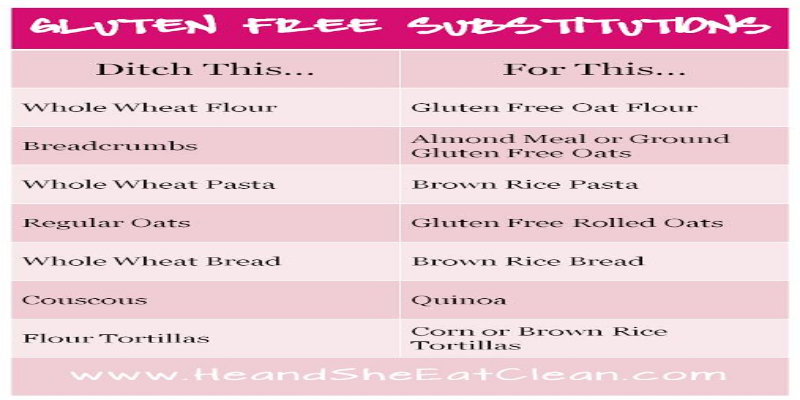 GLUTEN FREE SUBSTITUTIONS
Ditch This... For This...
Whole Wheat Flour Gluten Free Oat Flour
Breadcrumbs Almond Meal or Ground
Gluten Free Oats
Whole Wheat Pasta Brown Rice Pasta
Regular Oats Gluten Free Rolled Oats
Whole Wheat Bread Brown Rice Bread
Couscous Quinoa
Flour Tortillas Corn or Brown Rice
Tortillas
www.HeandSheEatClean.com